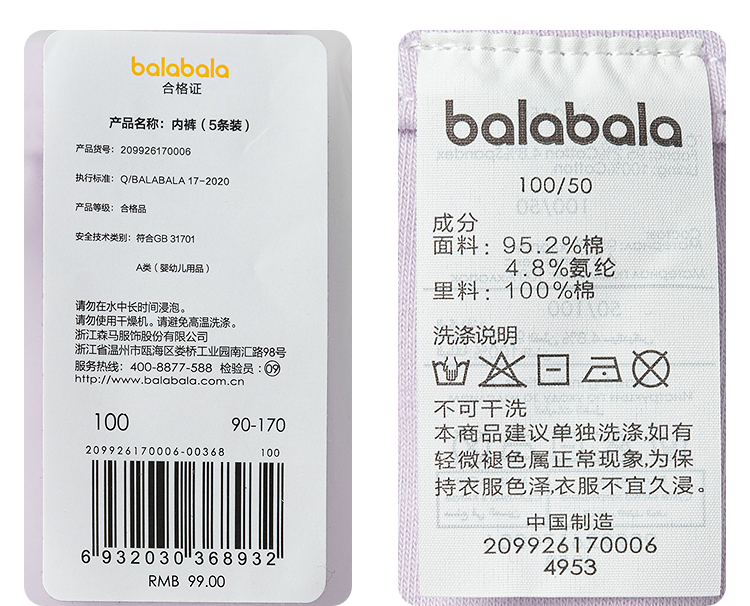 balabala
合格证
产品名称：内裤（5条装）
产品货号：209926170006
执行标准：Q/BALABALA 17-2020
产品等级：合格品
安全技术类别：符合GB 31701
A类（婴幼儿用品）
请勿在水中长时间浸泡。
请勿使用干燥机。请避免高温洗涤。
浙江森马服饰股份有限公司
浙江省温州市瓯海区娄桥工业园南汇路98号
服务热线：400-8877-588 检验员：09
http://www.balabala.com.cn
100 90-170
209926170006-00368 100
6 932030 368932
RMB 99.00
balabala
100/50
成分
面料：95.2%棉
4.8%氨纶
里料：100%棉
洗涤说明
不可干洗
本商品建议单独洗涤,如有
轻微褪色属正常现象,为保
持衣服色泽,衣服不宜久浸。
中国制造
209926170006
4953